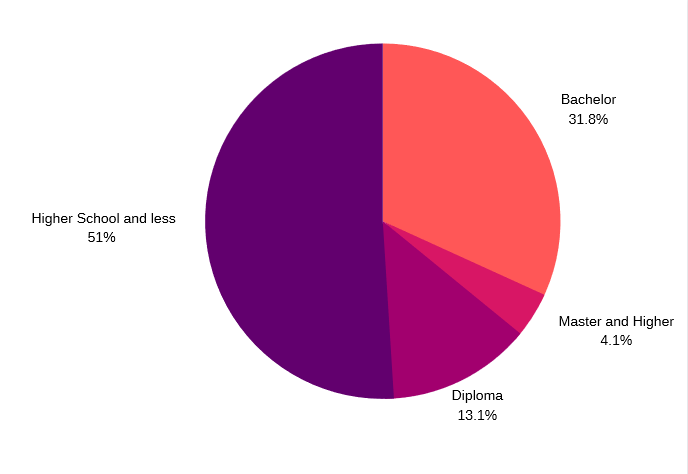 Bachelor
31.8%
Higher School and less
51%
Master and Higher
4.1%
Diploma
13.1%